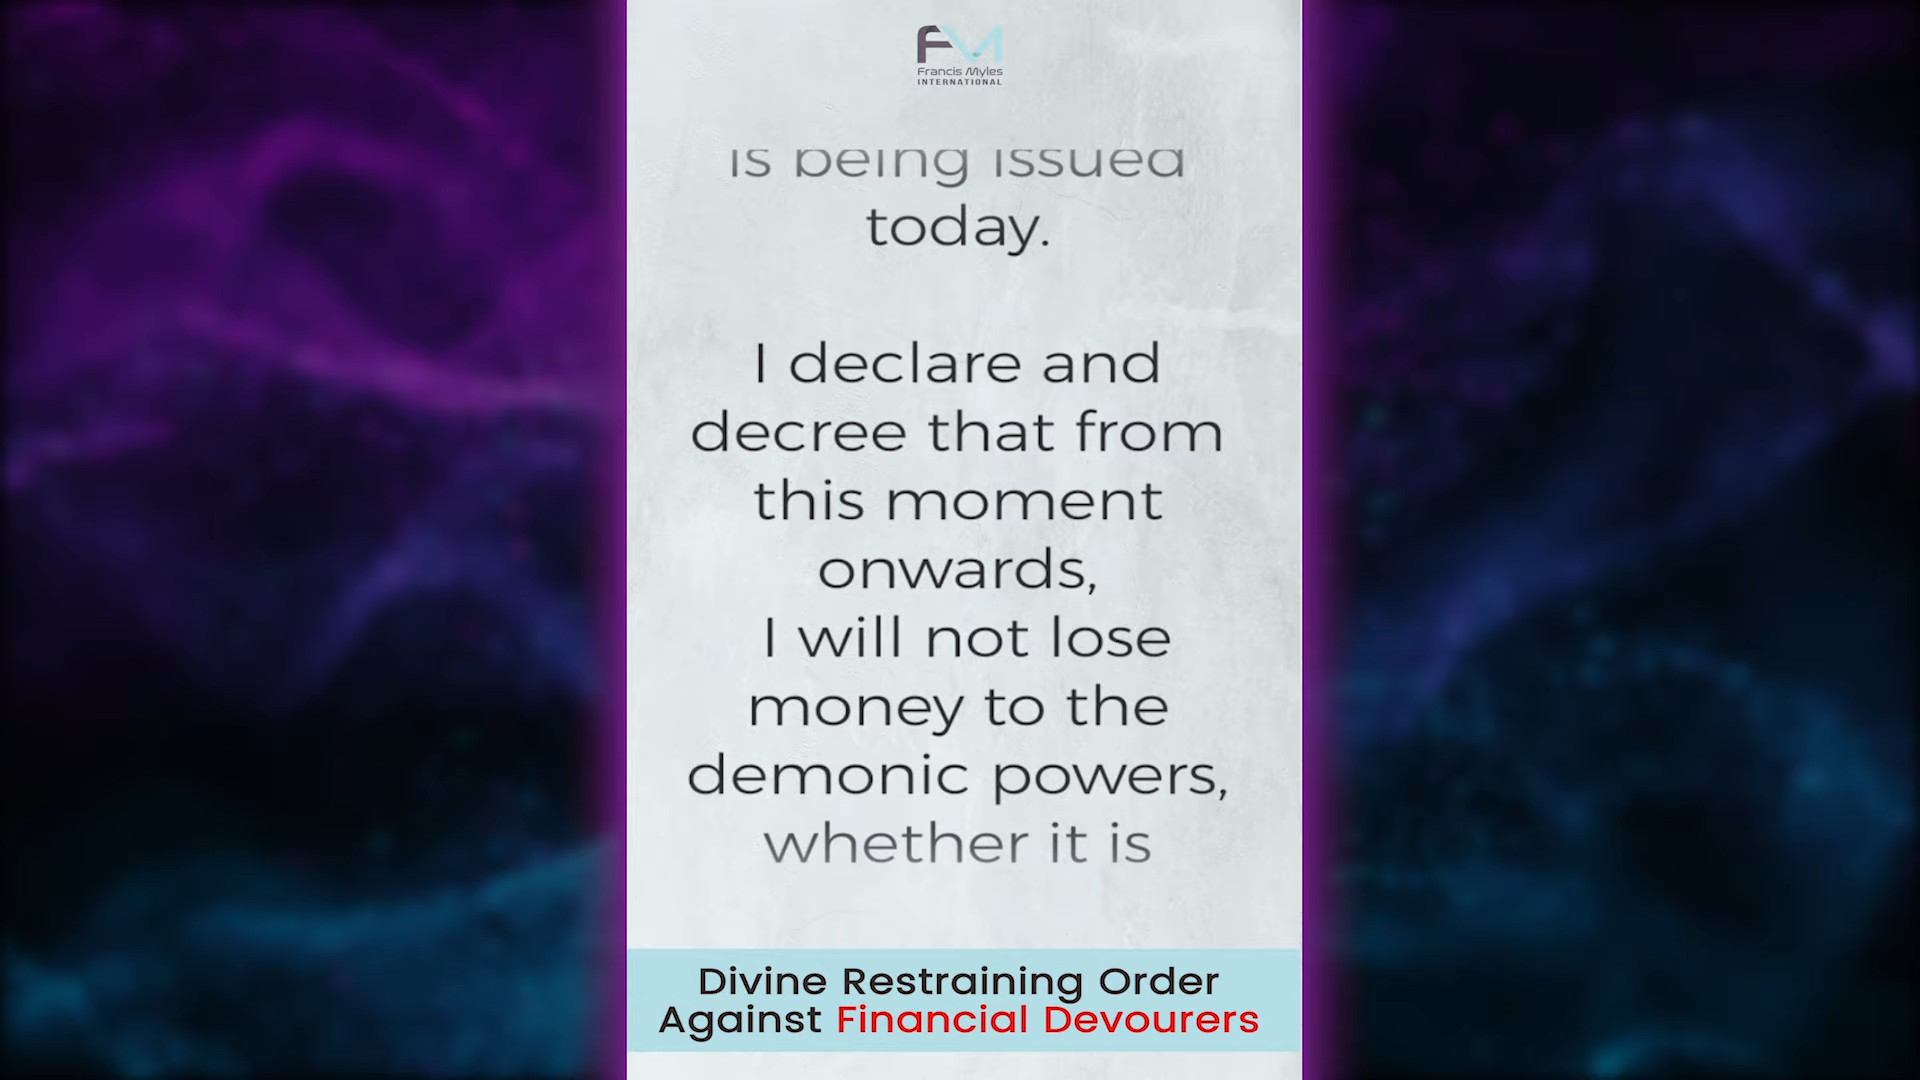 FM
Francis Myles
INTERNATIONAL
is being issued
today.
I declare and
decree that from
this moment
onwards,
I will not lose
money to the
demonic powers,
whether it is
Divine Restraining Order
Against Financial Devourers